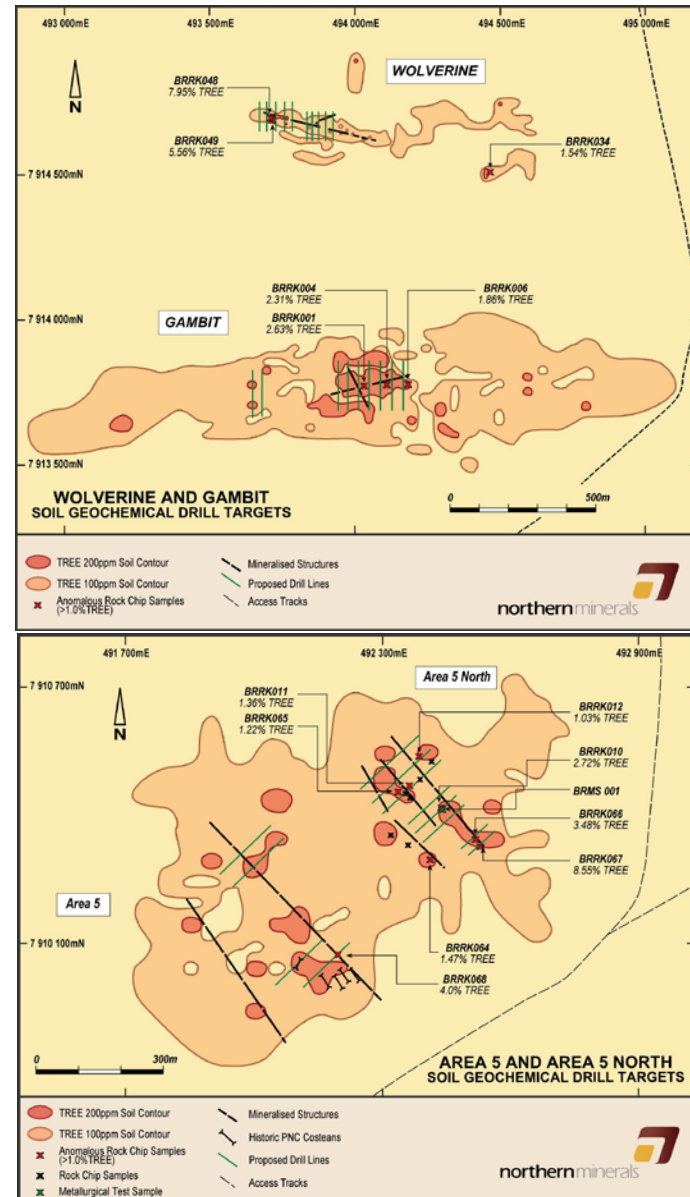 493 000mE
493 500mE
494 000mE
494 500mE
495 000mE
WOLVERINE
BRRK048
7.95% TREE
N
BRRK049
5.56% TREE
BRRK034
1.54% TREE
7 914 500mN
BRRK004
2.31% TREE
BRRK006
1.86% TREE
7 914 000mN
GAMBIT
BRRK001
2.63% TREE
7 913 500mN
WOLVERINE AND GAMBIT
SOIL GEOCHEMICAL DRILL TARGETS
0
500m
TREE 200ppm Soil Contour
TREE 100ppm Soil Contour
Anomalous Rock Chip Samples
(>1.0%TREE)
Mineralised Structures
Proposed Drill Lines
Access Tracks
northernminerals
491 700mE
492 300mE
492 900mE
Area 5 North
7 910 700mN
N
BRRK011
1.36% TREE
BRRK065
1.22% TREE
BRRK012
1.03% TREE
BRRK010
2.72% TREE
BRMS 001
BRRK066
3.48% TREE
BRRK067
8.55% TREE
Area 5
7 910 100mN
BRRK064
1.47% TREE
BRRK068
4.0% TREE
0
300m
AREA 5 AND AREA 5 NORTH
SOIL GEOCHEMICAL DRILL TARGETS
TREE 200ppm Soil Contour
TREE 100ppm Soil Contour
Anomalous Rock Chip Samples
(>1.0%TREE)
Rock Chip Samples
Metallurgical Test Sample
Mineralised Structures
Historic PNC Costeans
Proposed Drill Lines
Access Tracks
northernminerals